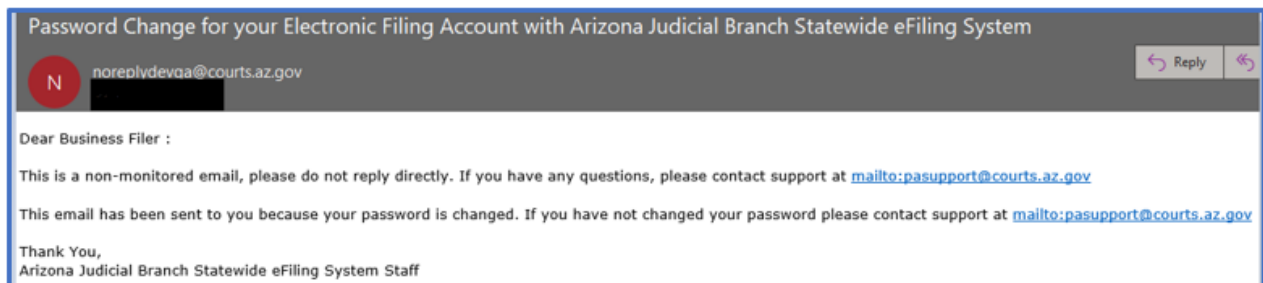 Password Change for your Electronic Filing Account with Arizona Judicial Branch Statewide eFiling System
N
noreplydevqa@courts.az.gov
Reply
Dear Business Filer :
This is a non-monitored email, please do not reply directly. If you have any questions, please contact support at mailto:pasupport@courts.az.gov
This email has been sent to you because your password is changed. If you have not changed your password please contact support at mailto:pasupport@courts.az.gov
Thank You,
Arizona Judicial Branch Statewide eFiling System Staff